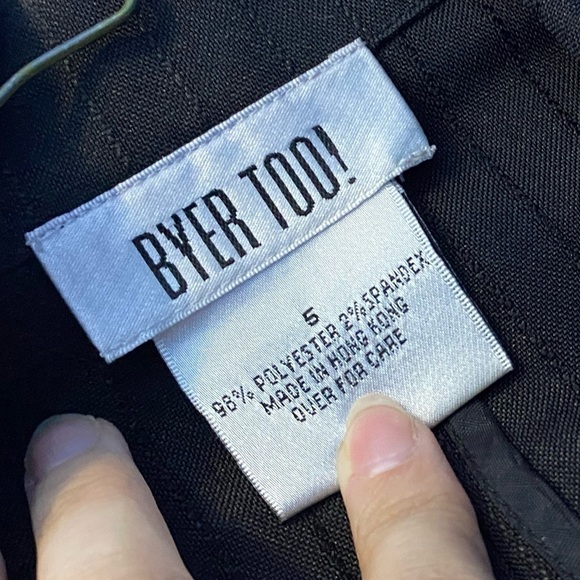 BYER TOO!
5
98% POLYESTER 2% SPANDEX
MADE IN HONG KONG
OVER FOR CARE